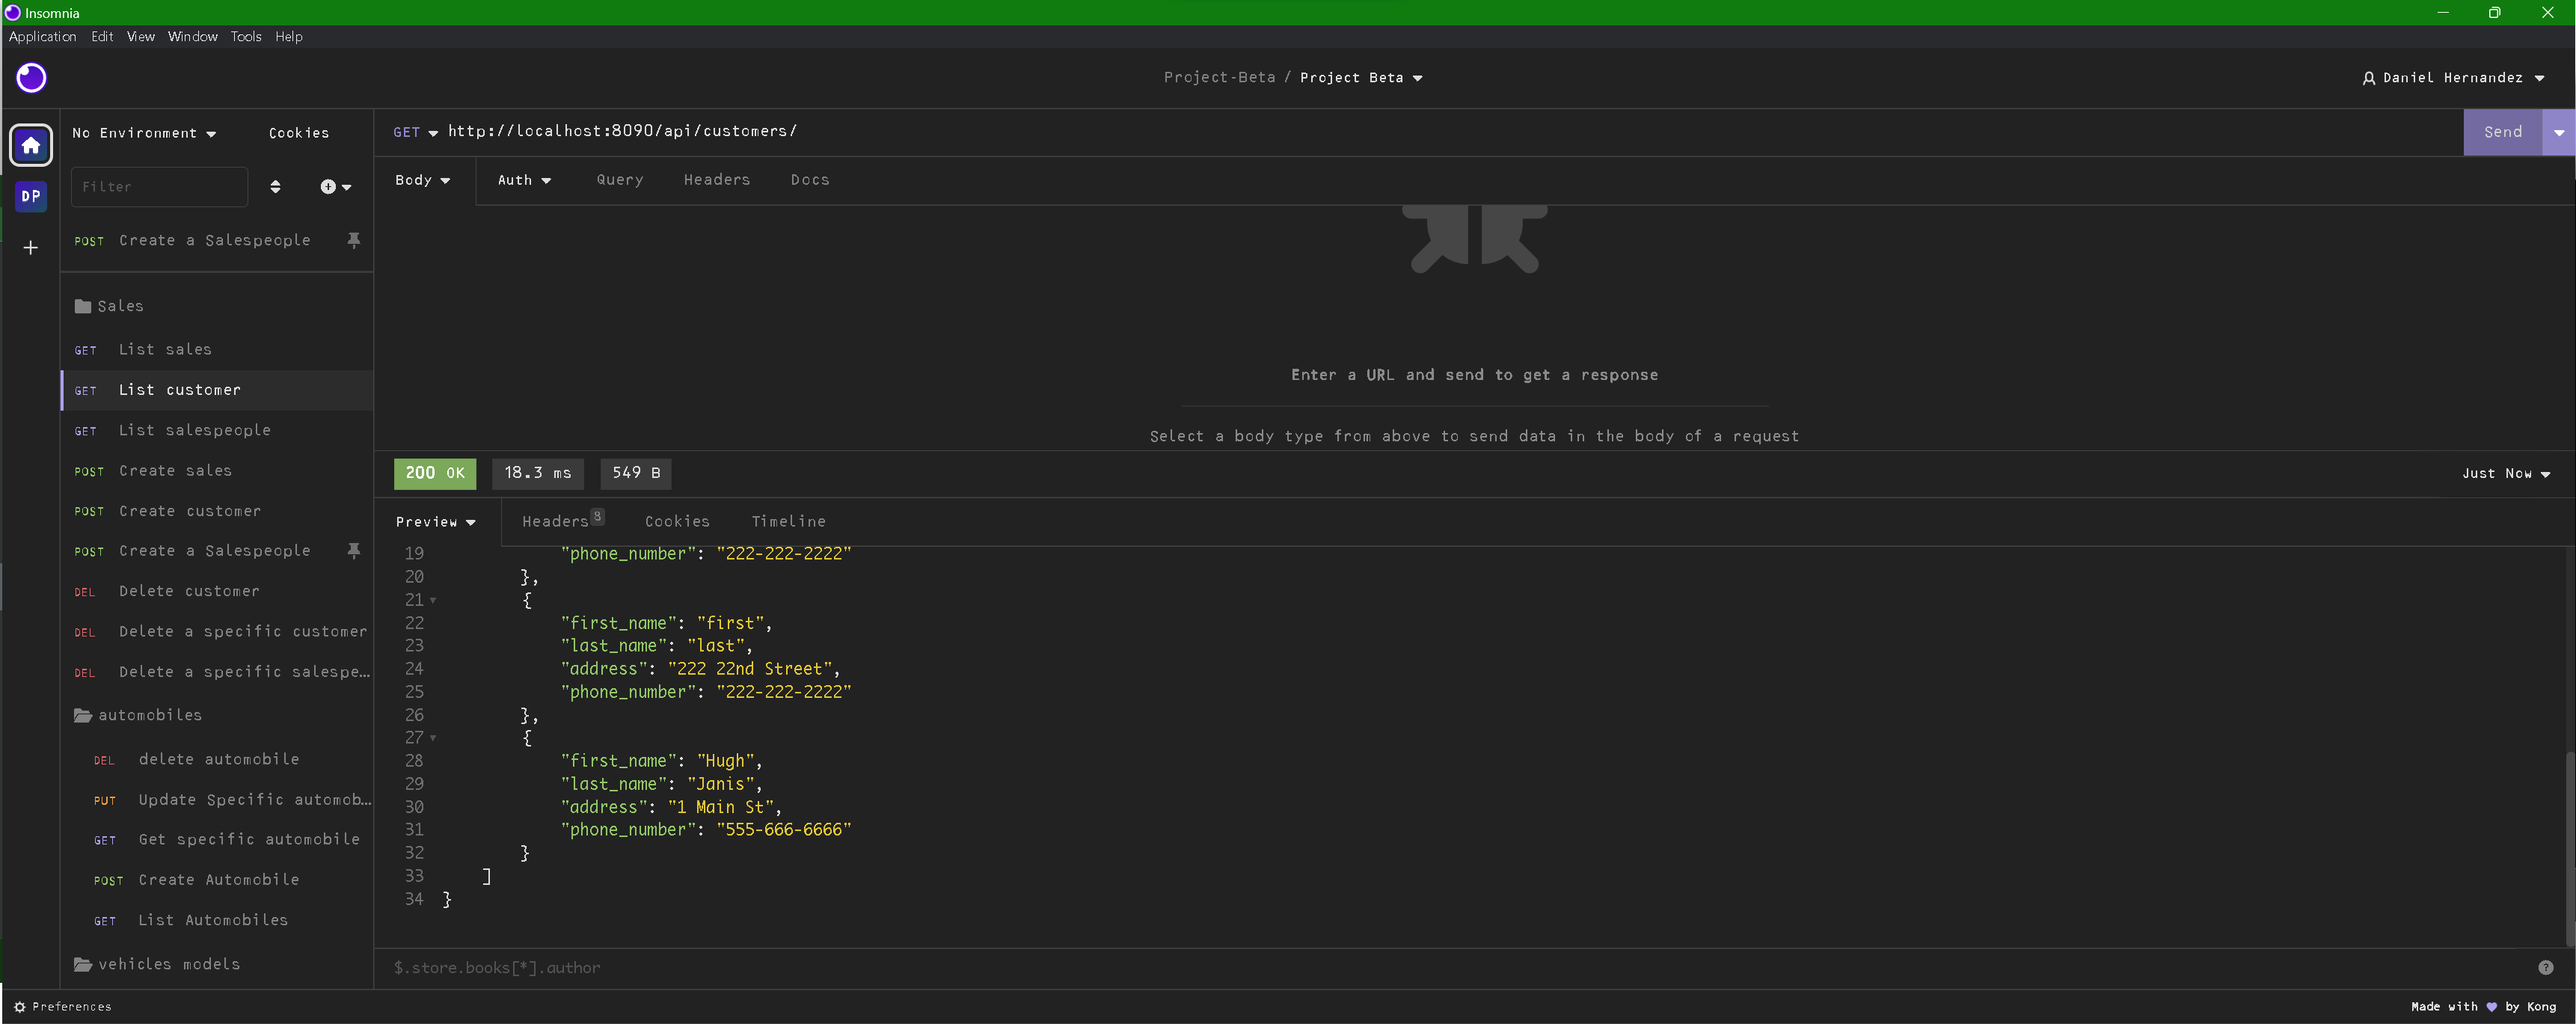 Insomnia
Application Edit View Window Tools Help
Project-Beta / Project Beta
Daniel Hernandez
No Environment Cookies
GET http://localhost:8090/api/customers/
Send
DP
Filter
Body Auth Query Headers Docs
POST Create a Salespeople
Sales
GET List sales
GET List customer
GET List salespeople
POST Create sales
POST Create customer
POST Create a Salespeople
DEL Delete customer
DEL Delete a specific customer
DEL Delete a specific salespe...
automobiles
DEL delete automobile
PUT Update Specific automob...
GET Get specific automobile
POST Create Automobile
GET List Automobiles
vehicles models
Enter a URL and send to get a response
Select a body type from above to send data in the body of a request
200 OK 18.3 ms 549 B
Just Now
Preview Headers 8 Cookies Timeline
19 "phone_number": "222-222-2222"
20 },
21 {
22 "first_name": "first",
23 "last_name": "last",
24 "address": "222 22nd Street",
25 "phone_number": "222-222-2222"
26 },
27 {
28 "first_name": "Hugh",
29 "last_name": "Janis",
30 "address": "1 Main St",
31 "phone_number": "555-666-6666"
32 }
33 ]
34 }
$.store.books[*].author
Preferences
Made with 💜 by Kong